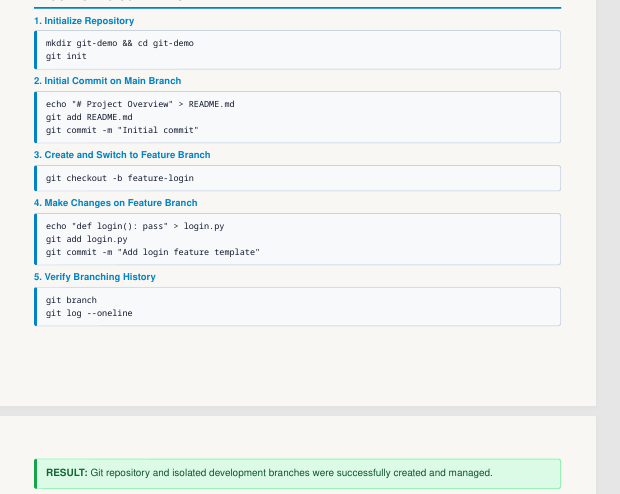 1. Initialize Repository
mkdir git-demo && cd git-demo
git init
2. Initial Commit on Main Branch
echo "# Project Overview" > README.md
git add README.md
git commit -m "Initial commit"
3. Create and Switch to Feature Branch
git checkout -b feature-login
4. Make Changes on Feature Branch
echo "def login(): pass" > login.py
git add login.py
git commit -m "Add login feature template"
5. Verify Branching History
git branch
git log --oneline
RESULT: Git repository and isolated development branches were successfully created and managed.